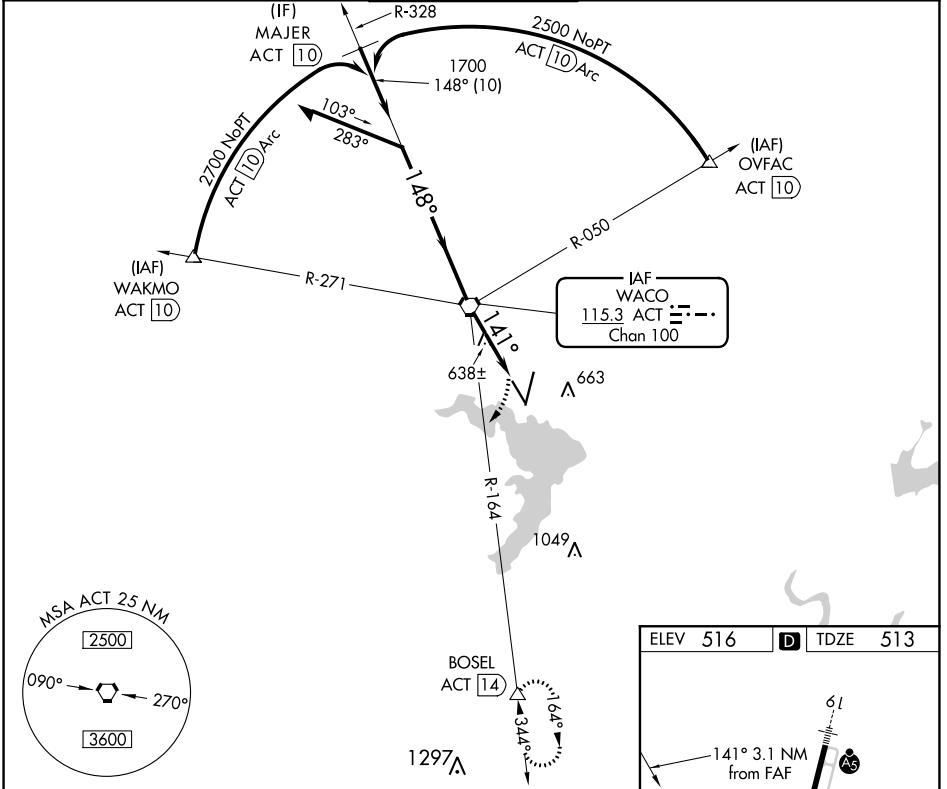 (IF)
MAJER
ACT 10
R-328
2500 NoPT
ACT 10 Arc
1700
148° (10)
2700 NoPT
ACT 10 Arc
103°
283°
148°
(IAF)
OVFAC
ACT 10
R-050
(IAF)
WAKMO
ACT 10
R-271
IAF
WACO
115.3 ACT
Chan 100
141°
638±
663
R-164
1049
MSA ACT 25 NM
2500
090°
270°
3600
BOSEL
ACT 14
344°
164°
1297
ELEV 516 D TDZE 513
19
141° 3.1 NM
from FAF
A5